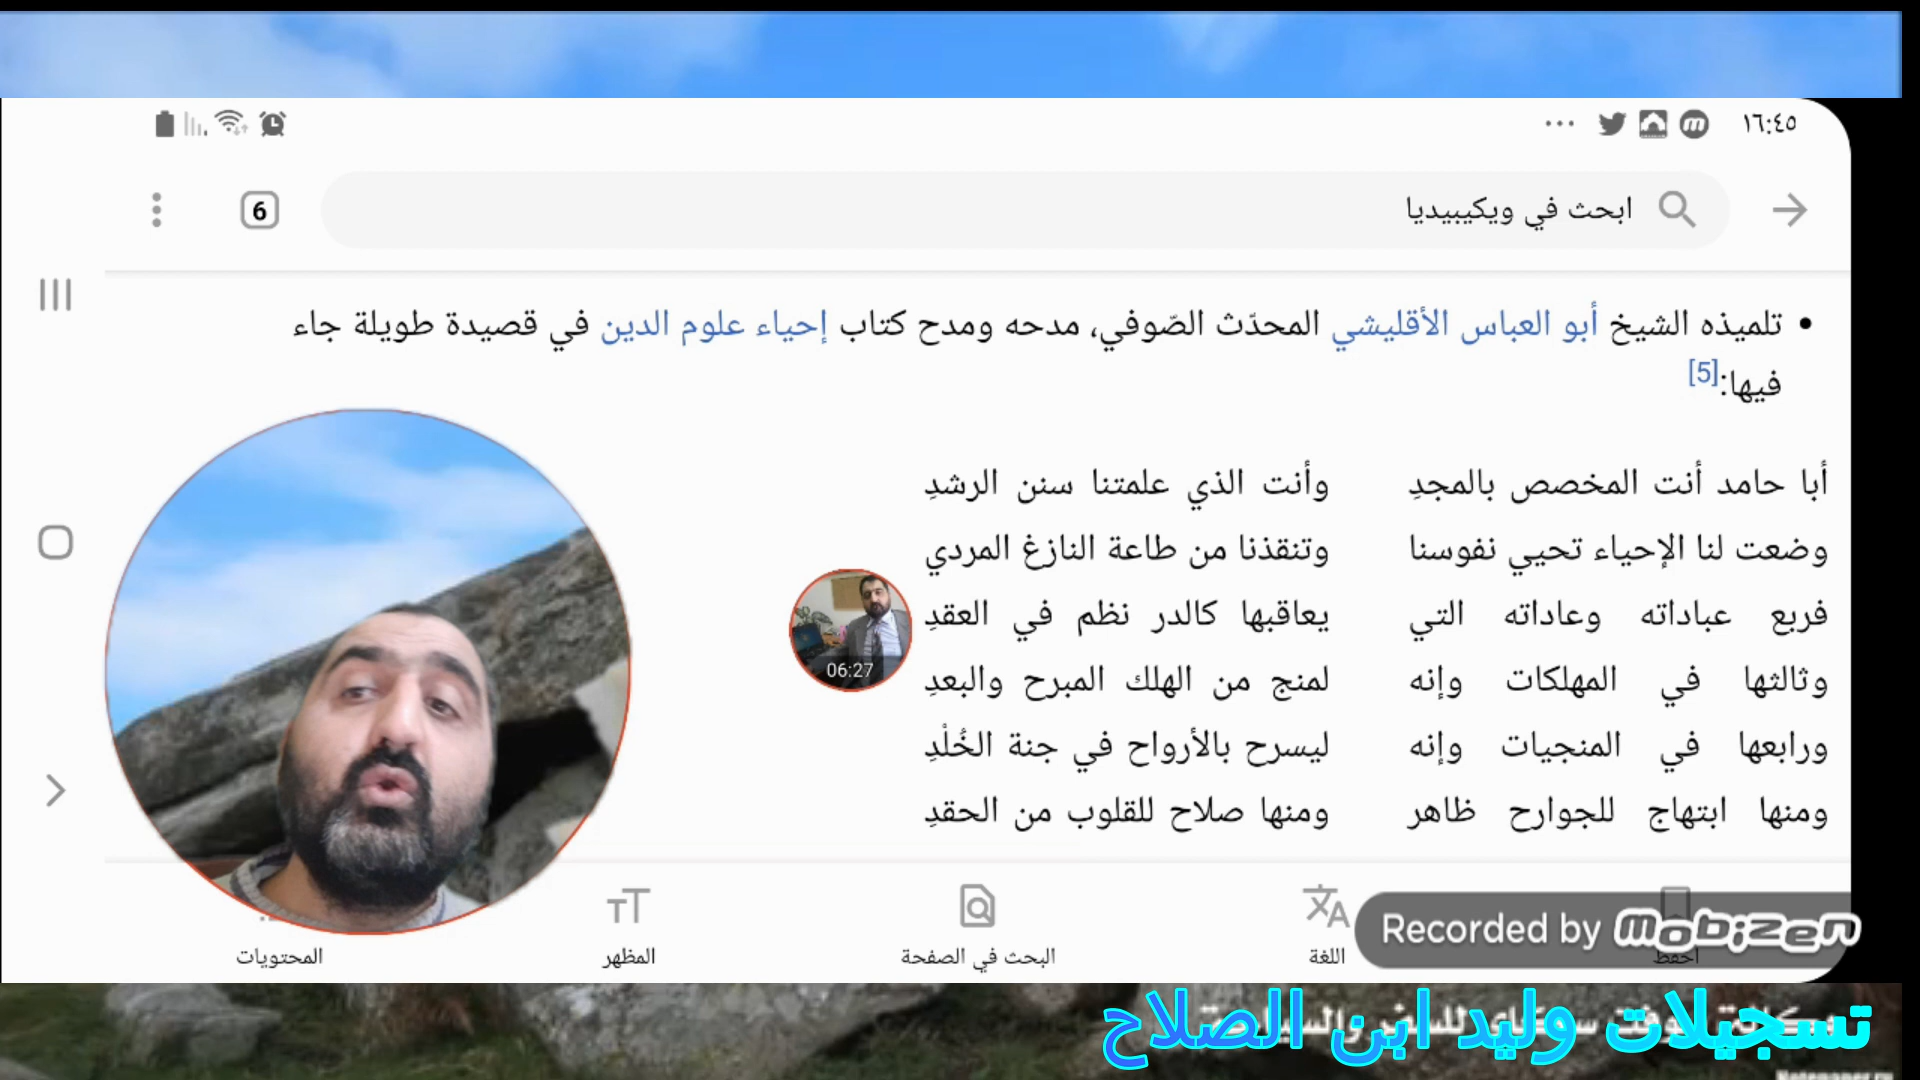 ١٦:٤٥
6
ابحث في ويكيبيديا
تلميذه الشيخ أبو العباس الأقليشي المحدّث الصّوفي، مدحه ومدح كتاب إحياء علوم الدين في قصيدة طويلة جاء
فيها:[5]
أبا حامد أنت المخصص بالمجدِ وأنت الذي علمتنا سنن الرشدِ
وضعت لنا الإحياء تحيي نفوسنا وتنقذنا من طاعة النازغ المردي
فربع عباداته وعاداته التي يعاقبها كالدر نظم في العقدِ
وثالثها في المهلكات وإنه لمنج من الهلك المبرح والبعدِ
ورابعها في المنجيات وإنه ليسرح بالأرواح في جنة الخُلْدِ
ومنها ابتهاج للجوارح ظاهر ومنها صلاح للقلوب من الحقدِ
06:27
احفظ
اللغة
البحث في الصفحة
المظهر
المحتويات
Recorded by mobizen
تسجيلات وليد ابن الصلاح